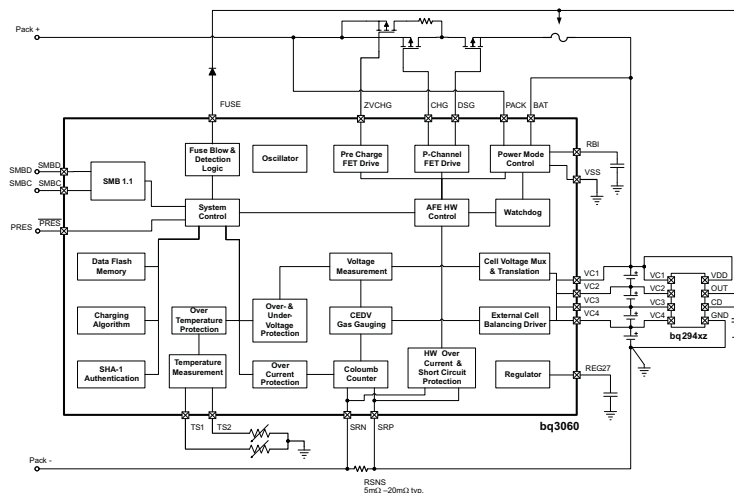 Pack +
FUSE
ZVCHG
CHG
DSG
PACK
BAT
Fuse Blow &
Detection
Logic
Oscillator
Pre Charge
FET Drive
P-Channel
FET Drive
Power Mode
Control
RBI
VSS
SMBD
SMBD
SMBC
SMBC
SMB 1.1
PRES
PRES
System
Control
AFE HW
Control
Watchdog
Data Flash
Memory
Voltage
Measurement
Cell Voltage Mux
& Translation
VC1
VC2
VC3
VC4
VC1
VC2
VC3
VC4
VDD
OUT
CD
GND
bq294xz
Charging
Algorithm
Over
Temperature
Protection
Over- &
Under-
Voltage
Protection
CEDV
Gas Gauging
External Cell
Balancing Driver
SHA-1
Authentication
Temperature
Measurement
Over
Current
Protection
Coloumb
Counter
HW Over
Current &
Short Circuit
Protection
Regulator
REG27
TS1
TS2
SRN
SRP
bq3060
Pack -
RSNS
5mΩ –20mΩ typ.